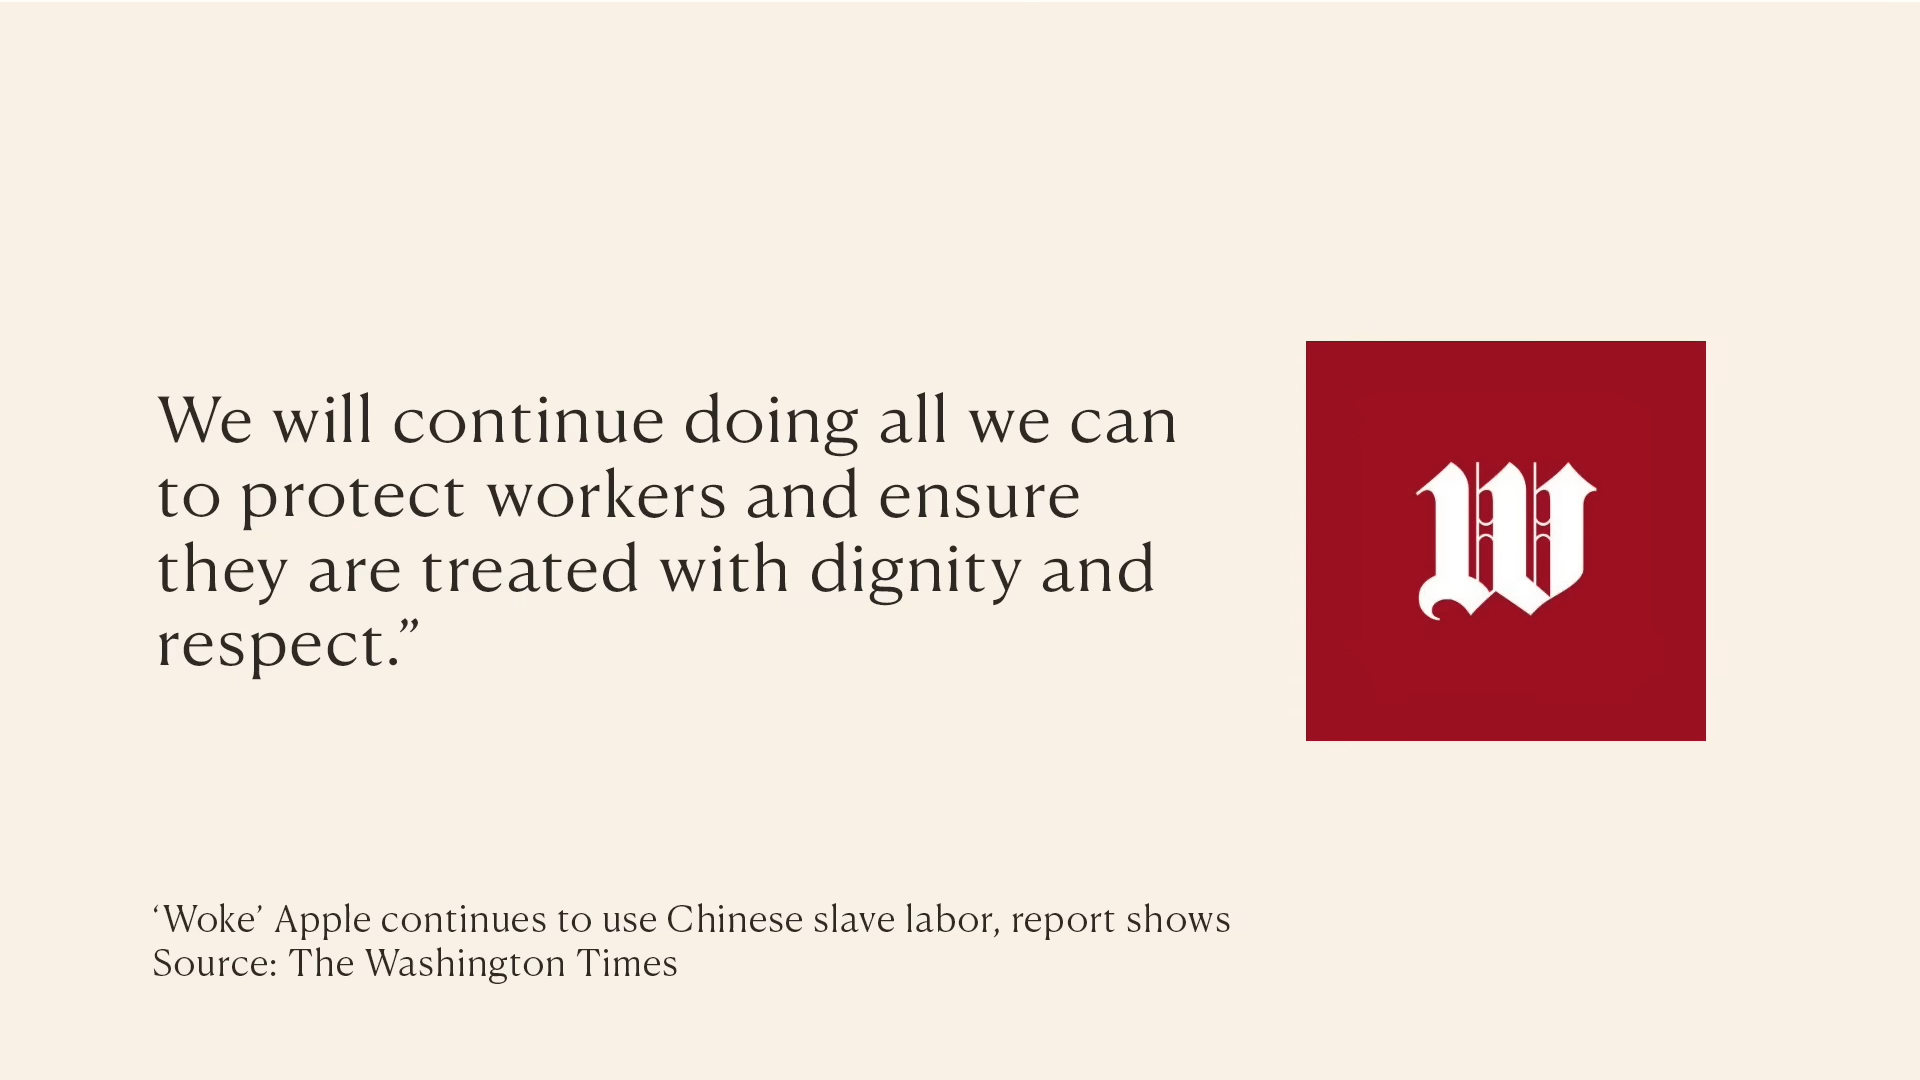 We will continue doing all we can
to protect workers and ensure
they are treated with dignity and
respect.”
W
‘Woke’ Apple continues to use Chinese slave labor, report shows
Source: The Washington Times